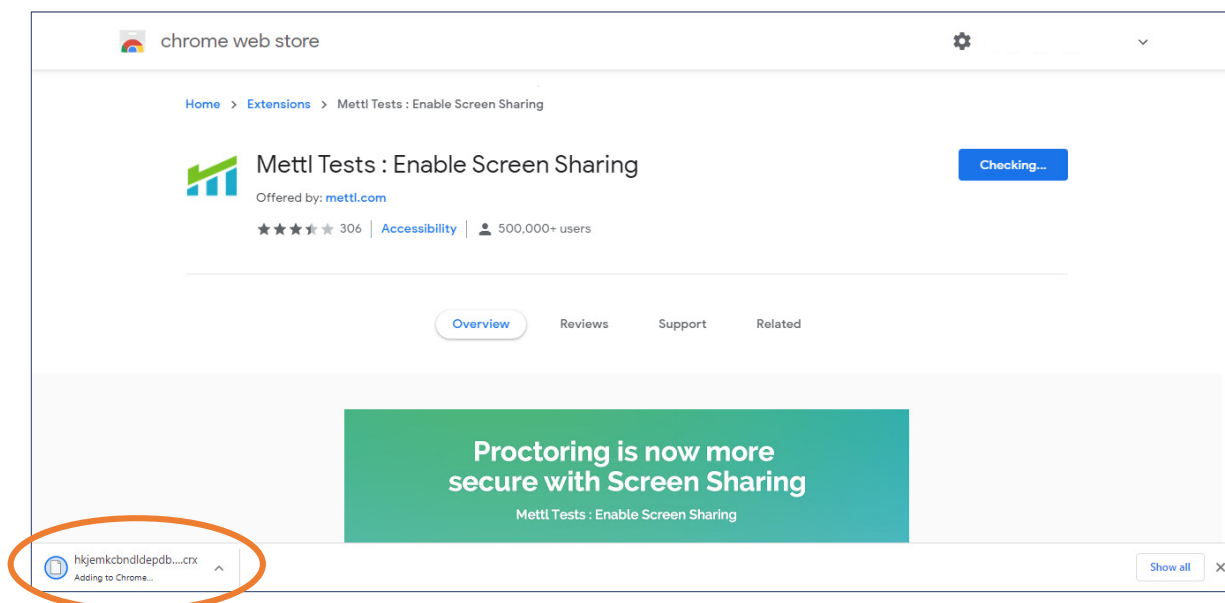 chrome web store
Home > Extensions > Mettl Tests : Enable Screen Sharing
Mettl Tests : Enable Screen Sharing
Checking...
Offered by: mettl.com
306 Accessibility 500,000+ users
Overview Reviews Support Related
Proctoring is now more
secure with Screen Sharing
Mettl Tests : Enable Screen Sharing
hkjemkcbndldepdb....crx
Adding to Chrome...
Show all